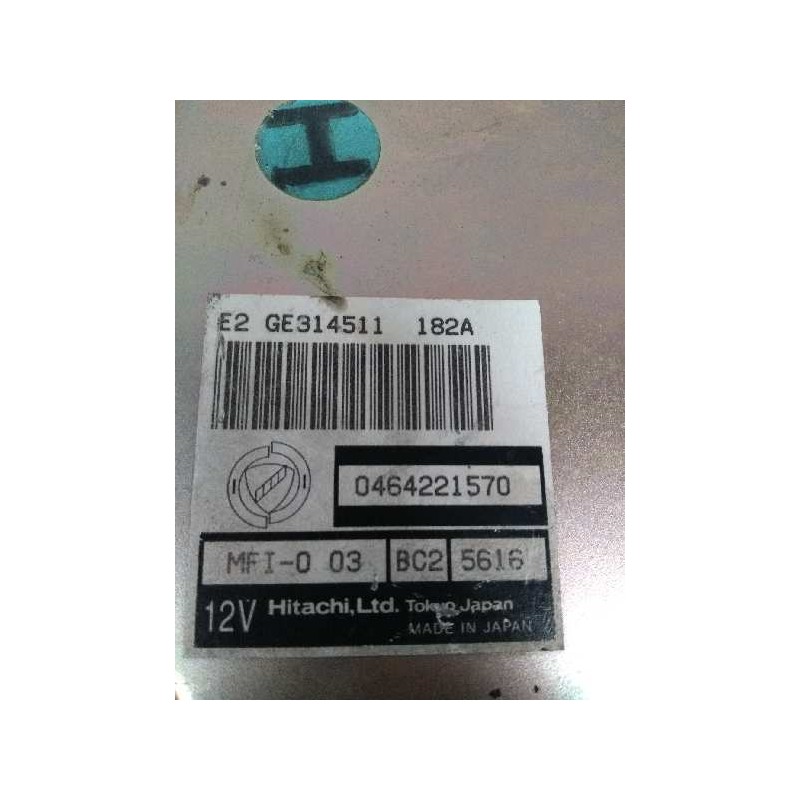 H
E2 GE314511 182A
0464221570
MFI-0 03 BC2 5616
12V Hitachi,Ltd. Tokyo Japan
MADE IN JAPAN